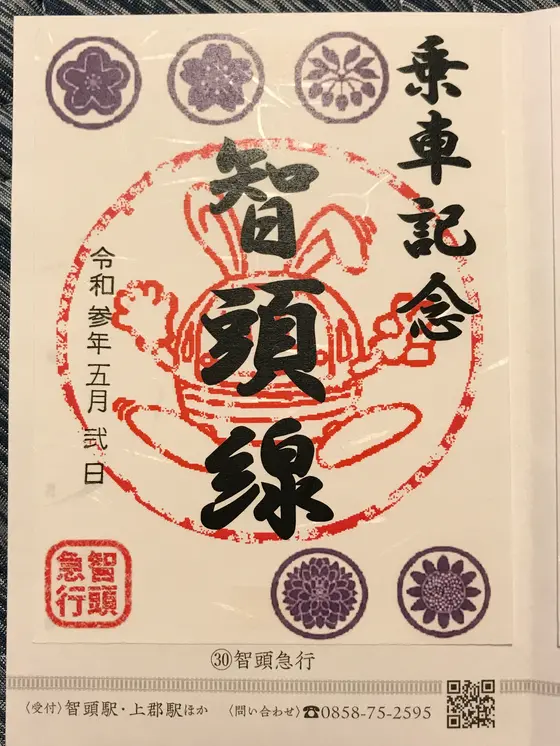 乗車記念
智頭線
令和参年五月弐日
智頭
急行
㉚智頭急行
〈受付〉智頭駅・上郡駅ほか 〈問い合わせ〉☎0858-75-2595